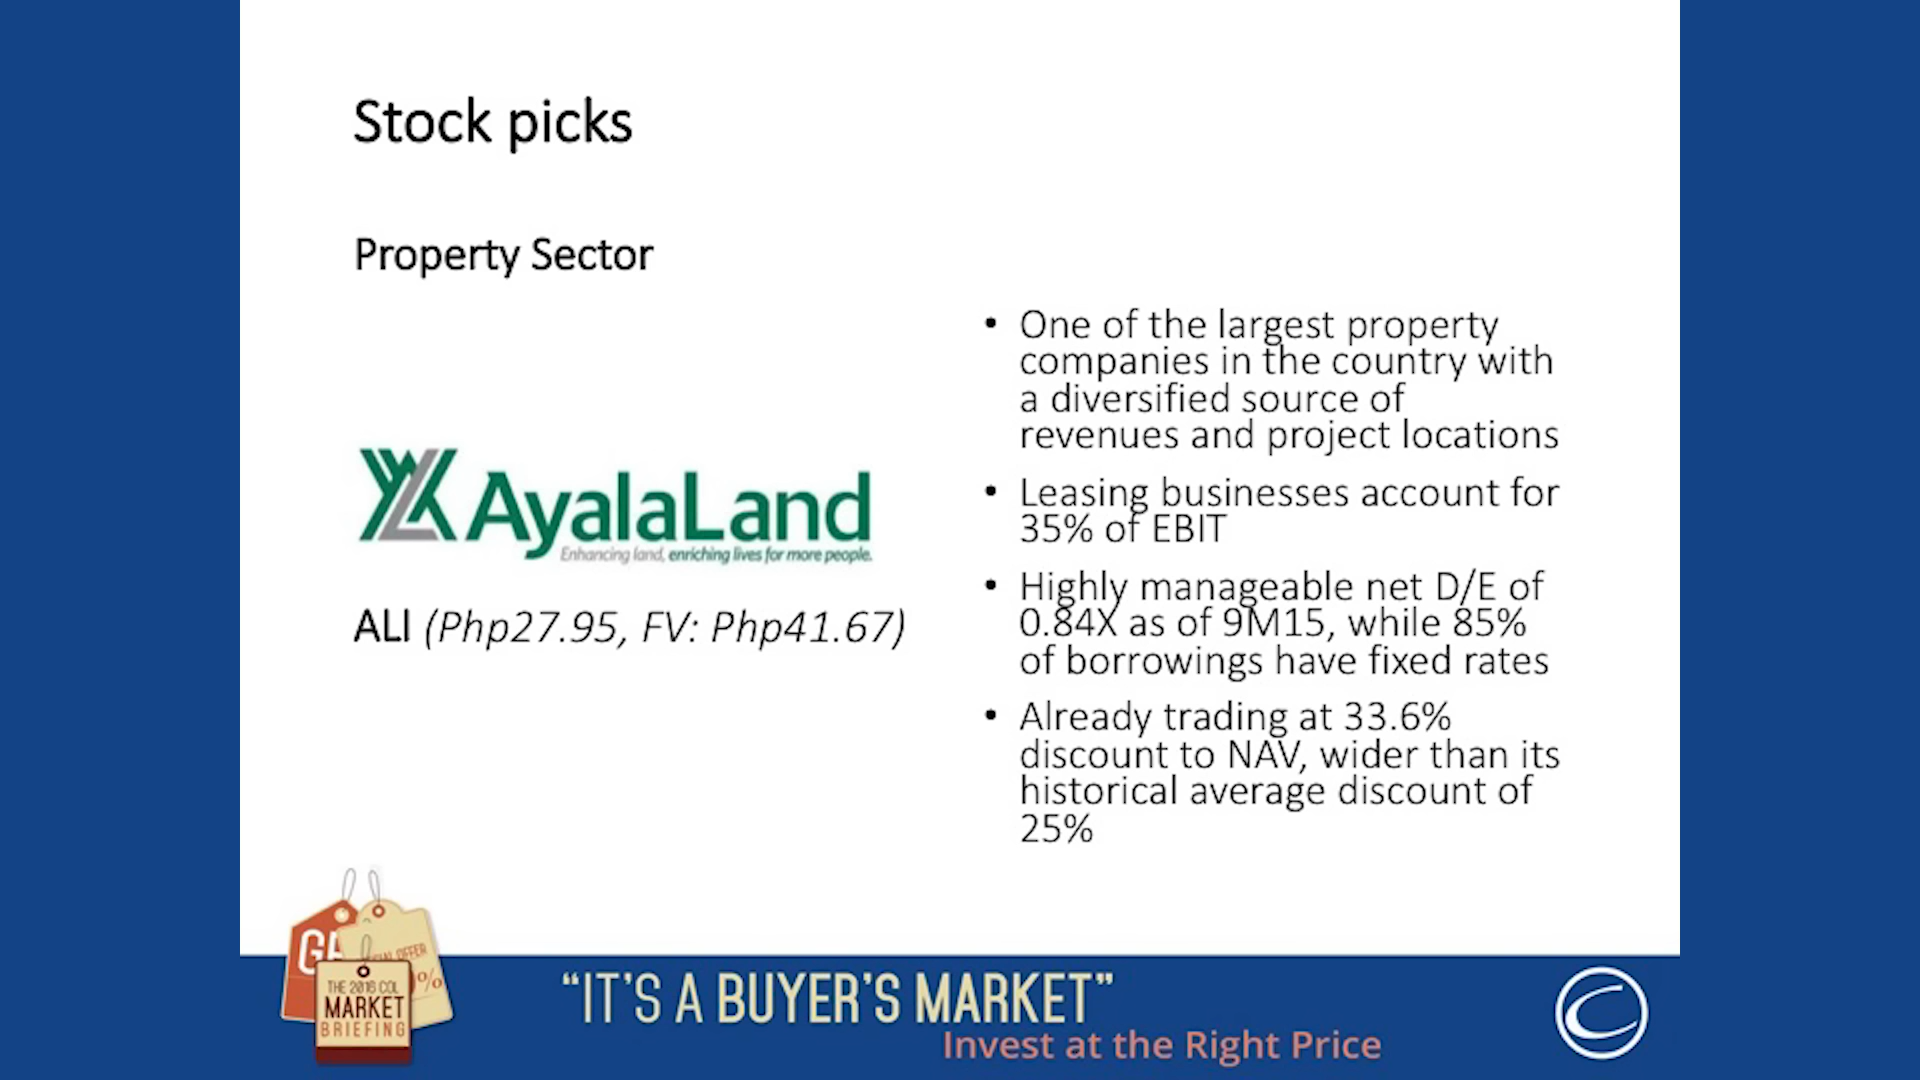 Stock picks
Property Sector
AyalaLand
Enhancing land, enriching lives for more people.
ALI (Php27.95, FV: Php41.67)
• One of the largest property
companies in the country with
a diversified source of
revenues and project locations
• Leasing businesses account for
35% of EBIT
• Highly manageable net D/E of
0.84X as of 9M15, while 85%
of borrowings have fixed rates
• Already trading at 33.6%
discount to NAV, wider than its
historical average discount of
25%
OFFER
%
THE 2016 COL
MARKET
BRIEFING
“IT’S A BUYER’S MARKET”
Invest at the Right Price